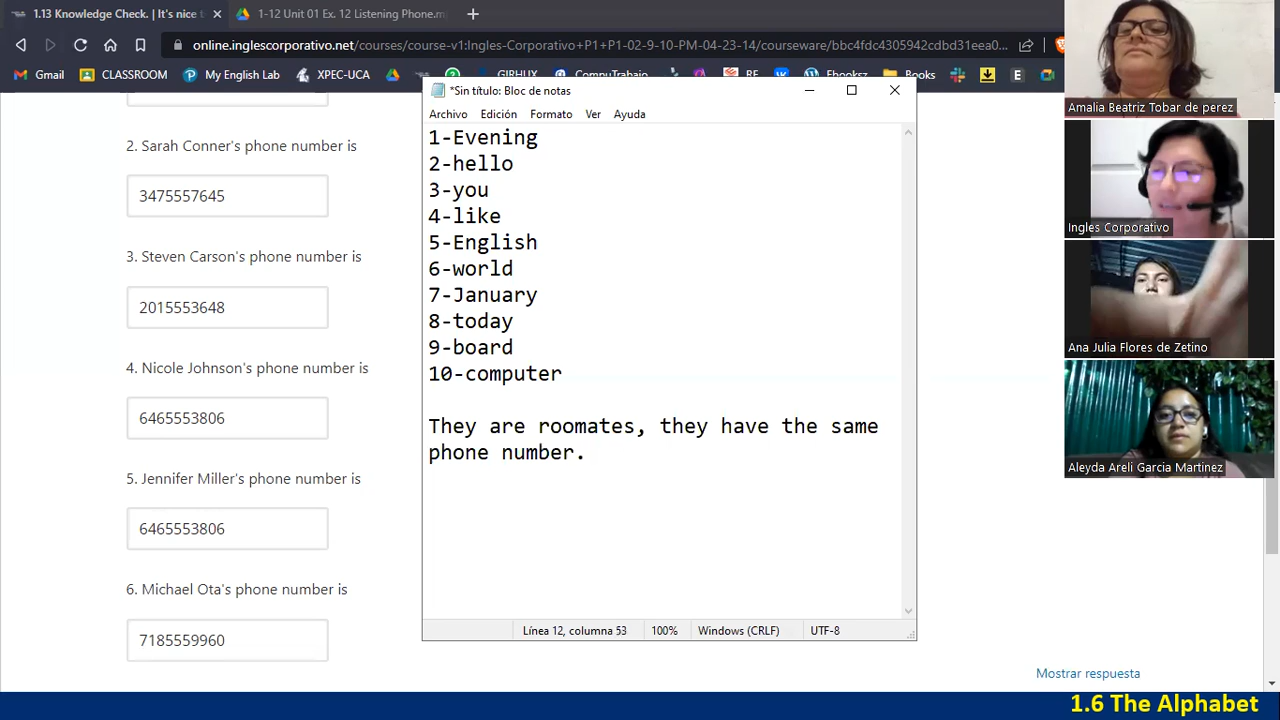 1.13 Knowledge Check. | It's nice t
1-12 Unit 01 Ex. 12 Listening Phone.m
online.inglescorporativo.net/courses/course-v1:Ingles-Corporativo+P1+P1-02-9-10-PM-04-23-14/courseware/bbc4fdc4305942cdbd31eea0...
Gmail
CLASSROOM
My English Lab
XPEC-UCA
GIRHUX
CompuTrabajo
RE
Ebooksz
Books
*Sin título: Bloc de notas
Archivo Edición Formato Ver Ayuda
1-Evening
2-hello
3-you
4-like
5-English
6-world
7-January
8-today
9-board
10-computer
They are roomates, they have the same
phone number.
Línea 12, columna 53 100% Windows (CRLF) UTF-8
2. Sarah Conner's phone number is
3475557645
3. Steven Carson's phone number is
2015553648
4. Nicole Johnson's phone number is
6465553806
5. Jennifer Miller's phone number is
6465553806
6. Michael Ota's phone number is
7185559960
Mostrar respuesta
Amalia Beatriz Tobar de perez
Ingles Corporativo
Ana Julia Flores de Zetino
Aleyda Areli Garcia Martinez
1.6 The Alphabet